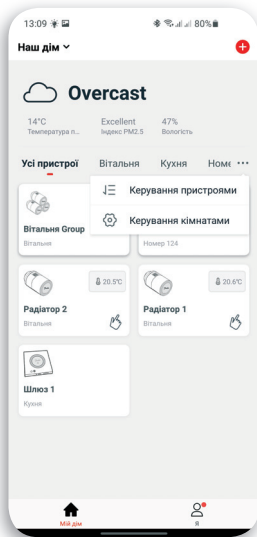 13:09 80%
Наш дім
Overcast
14°C Excellent 47%
Температура п... Індекс PM2.5 Вологість
Усі пристрої Вітальня Кухня Номе ...
Керування пристроями
Керування кімнатами
Вітальня Group
Вітальня Номер 124
20.5°C 20.6°C
Радіатор 2 Радіатор 1
Вітальня Вітальня
Шлюз 1
Кухня
Мій дім Я